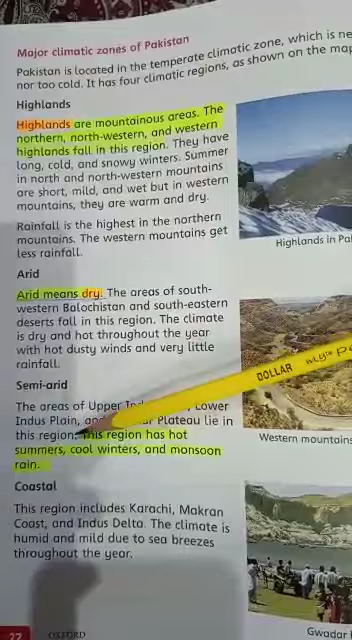 Major climatic zones of Pakistan
Pakistan is located in the temperate climatic zone, which is ne
nor too cold. It has four climatic regions, as shown on the map
Highlands
Highlands are mountainous areas. The
northern, north-western, and western
highlands fall in this region. They have
long, cold, and snowy winters. Summer
in north and north-western mountains
are short, mild, and wet but in western
mountains, they are warm and dry.
Rainfall is the highest in the northern
mountains. The western mountains get
less rainfall.
Highlands in Pa
Arid
Arid means dry. The areas of south-
western Balochistan and south-eastern
deserts fall in this region. The climate
is dry and hot throughout the year
with hot dusty winds and very little
rainfall.
DOLLAR my
Western mountains
Semi-arid
The areas of Upper Ind Lower
Indus Plain, Plateau lie in
this region. This region has hot
summers, cool winters, and monsoon
rain.
Coastal
This region includes Karachi, Makran
Coast, and Indus Delta. The climate is
humid and mild due to sea breezes
throughout the year.
Gwadar
27 OXFORD